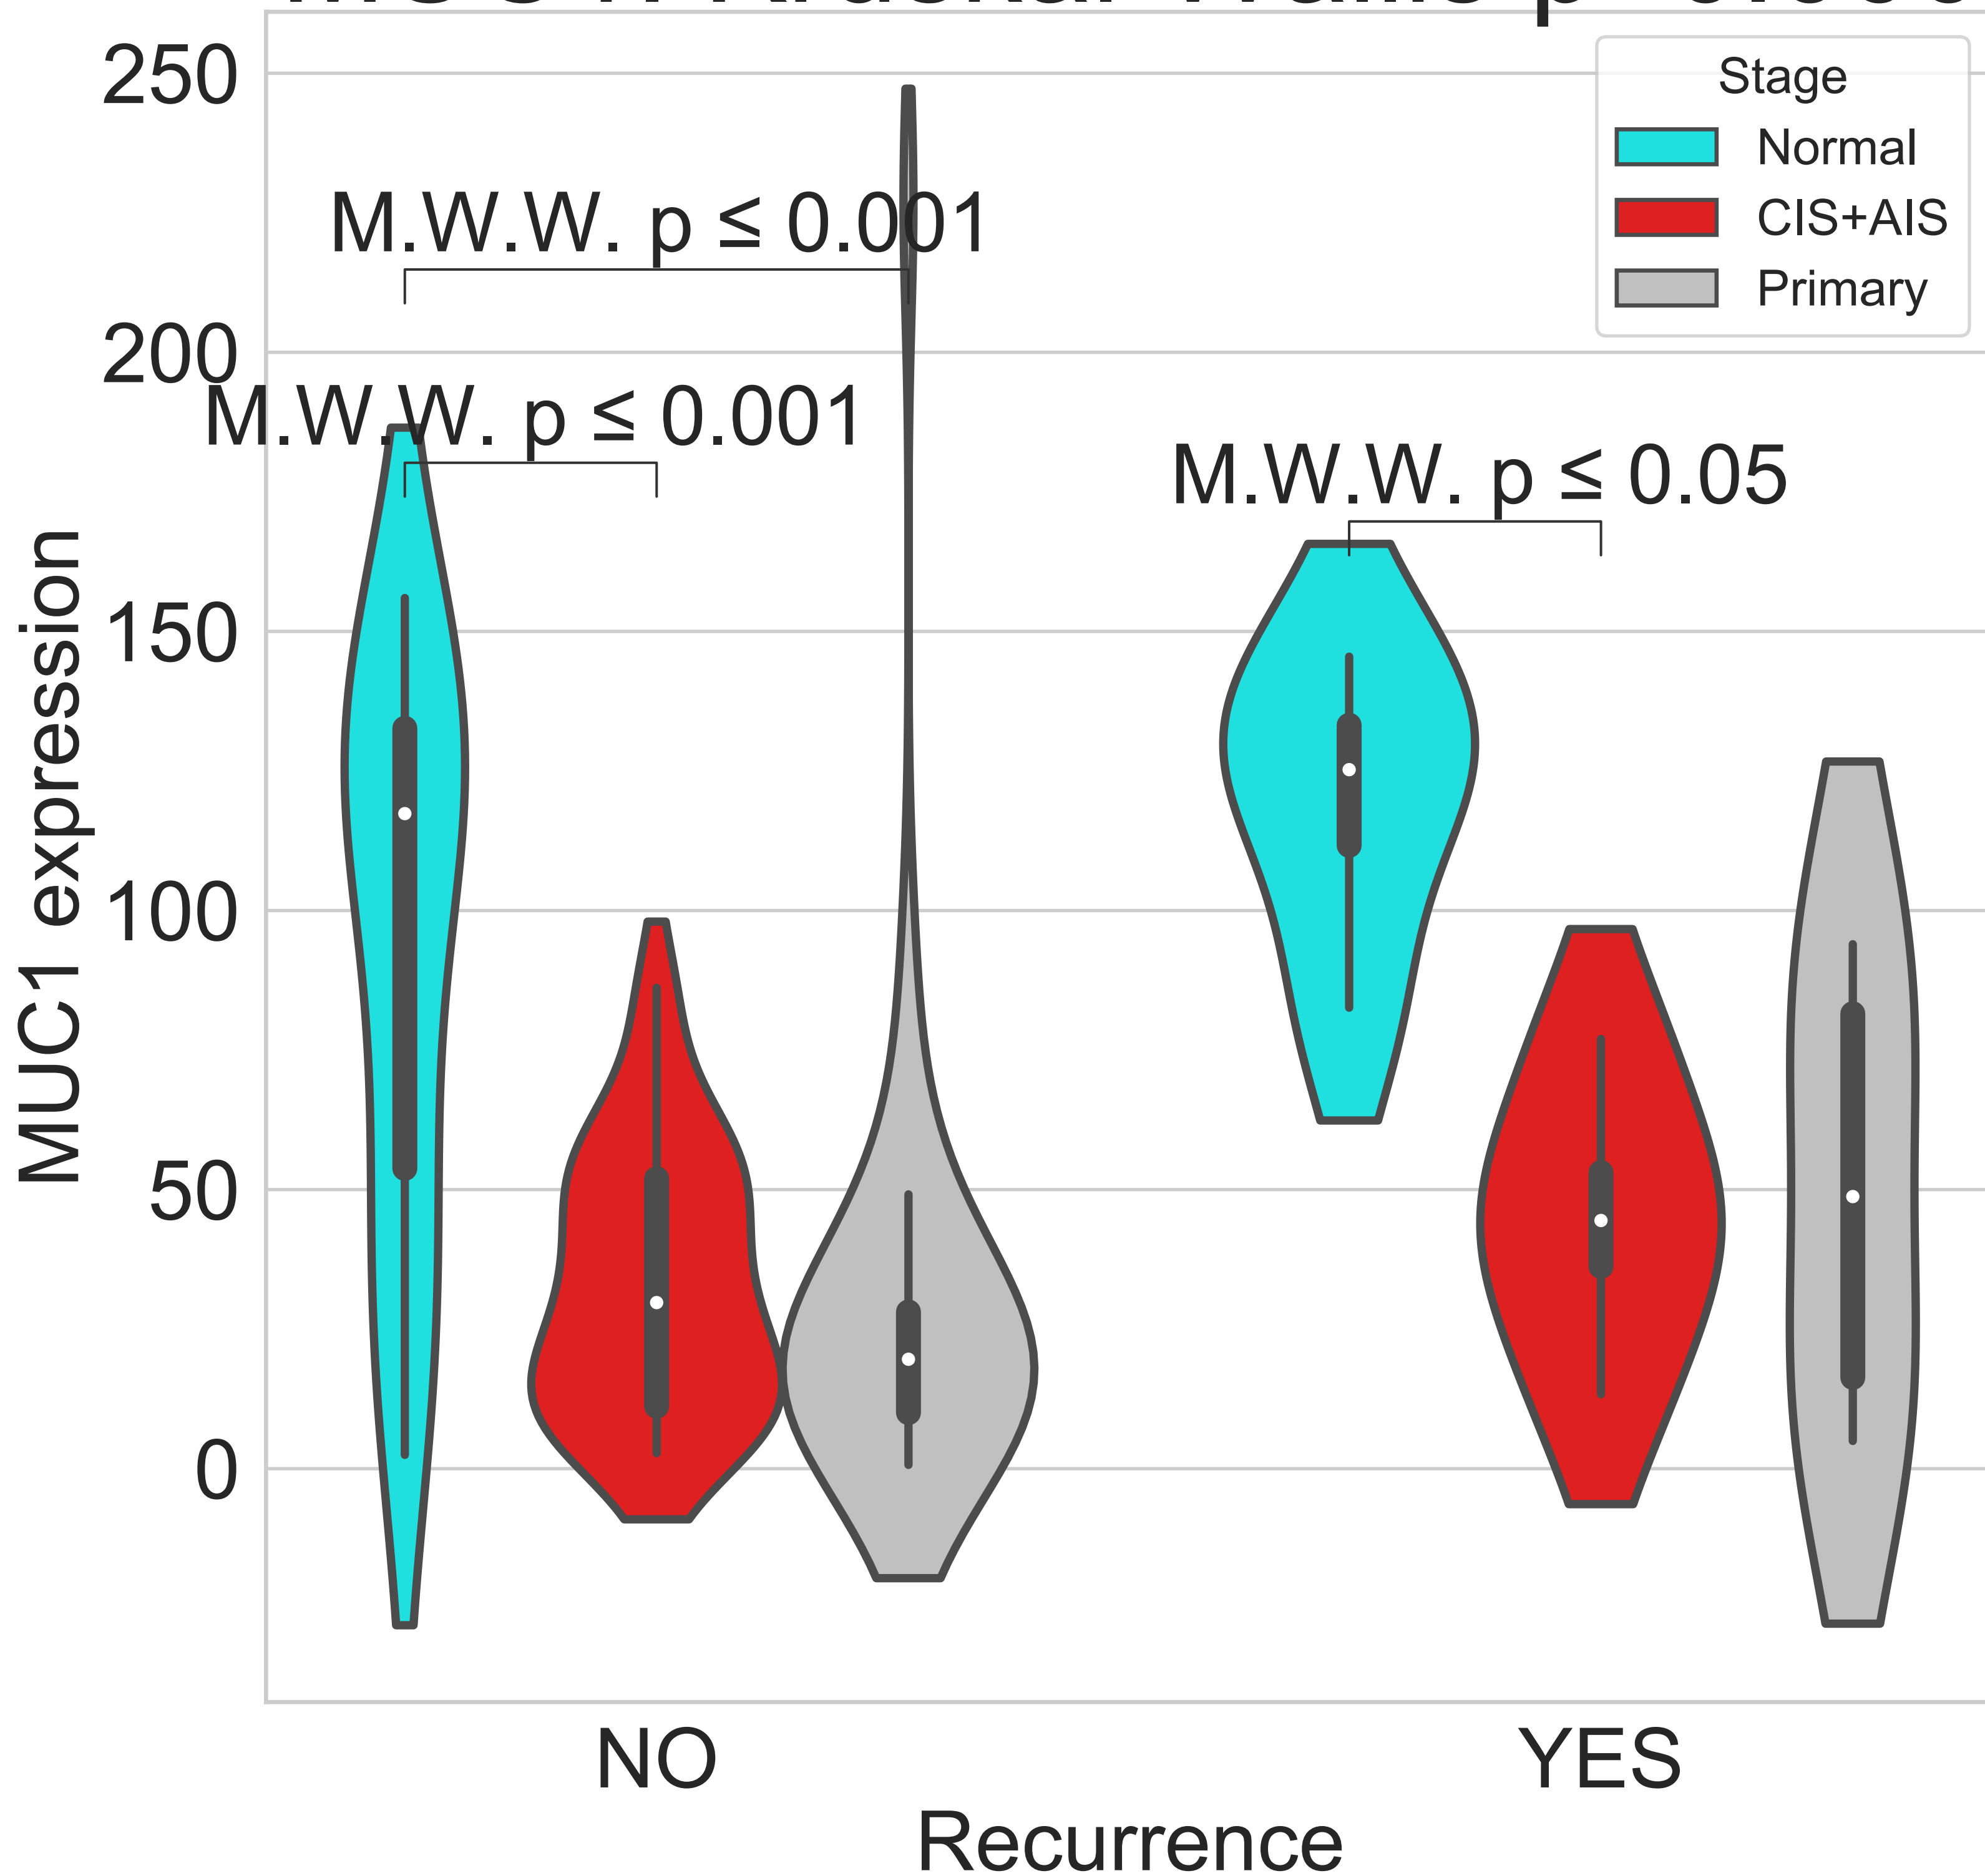 250
Stage
Normal
CIS+AIS
Primary
M.W.W. p ≤ 0.001
200
M.W.W. p ≤ 0.001
M.W.W. p ≤ 0.05
150
100
50
0
MUC1 expression
NO
YES
Recurrence